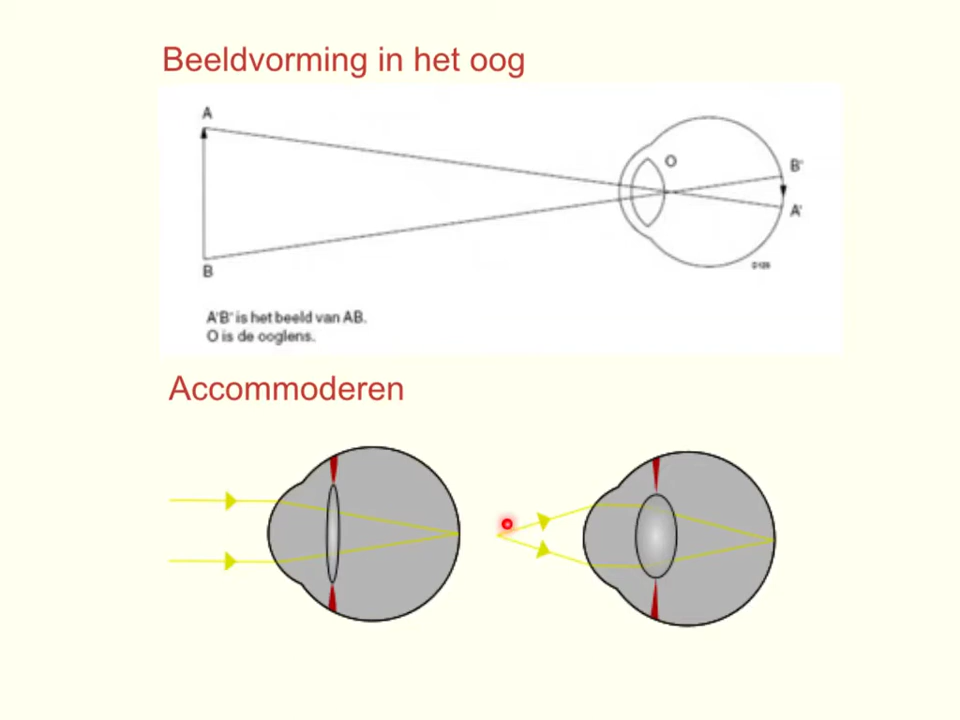 Beeldvorming in het oog
A
O
B'
A'
B
A'B' is het beeld van AB.
O is de ooglens.
Accommoderen